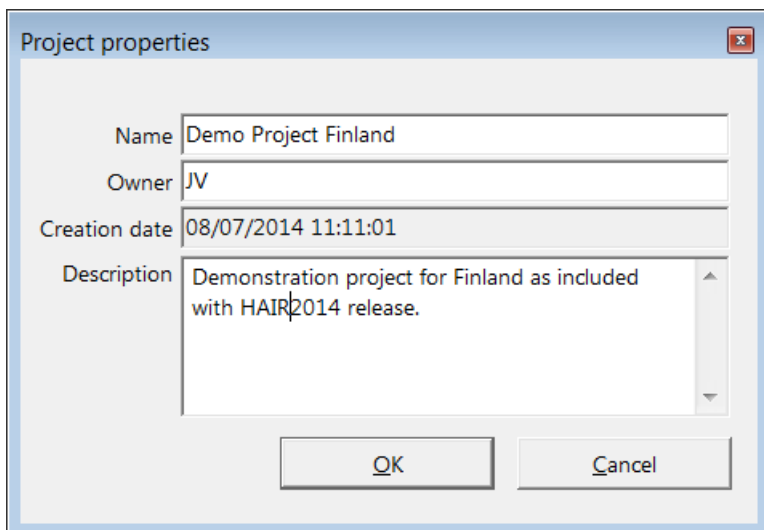 Project properties
Name Demo Project Finland
Owner JV
Creation date 08/07/2014 11:11:01
Description Demonstration project for Finland as included
with HAIR2014 release.
OK Cancel